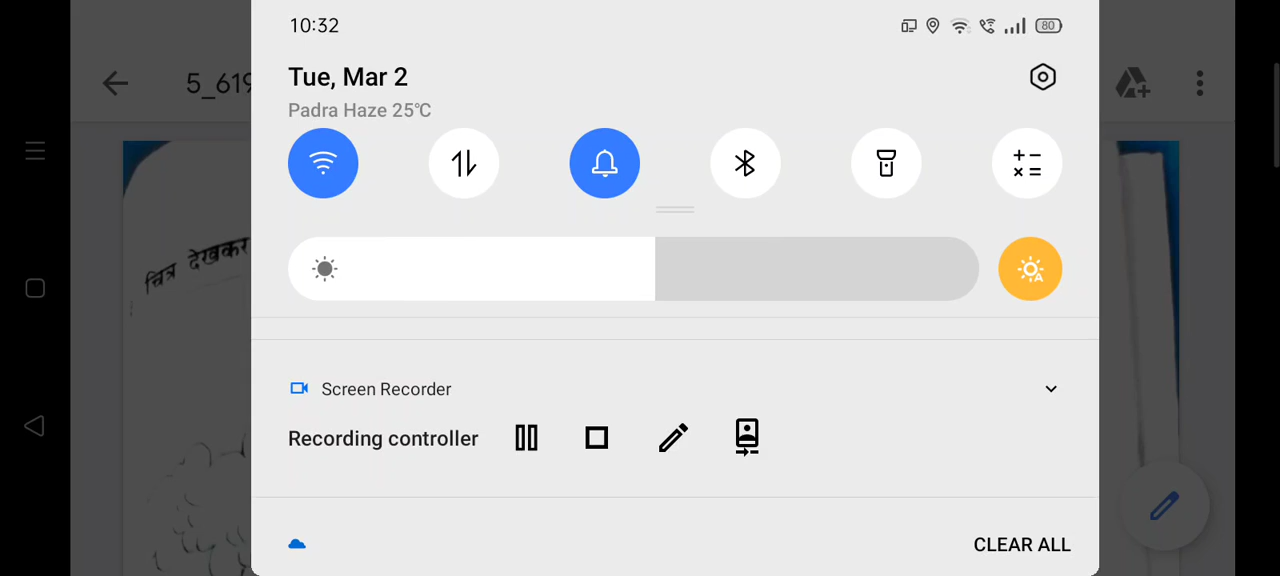 10:32
80
Tue, Mar 2
Padra Haze 25℃
5_619
A
चित्र देखकर
Screen Recorder
Recording controller
CLEAR ALL